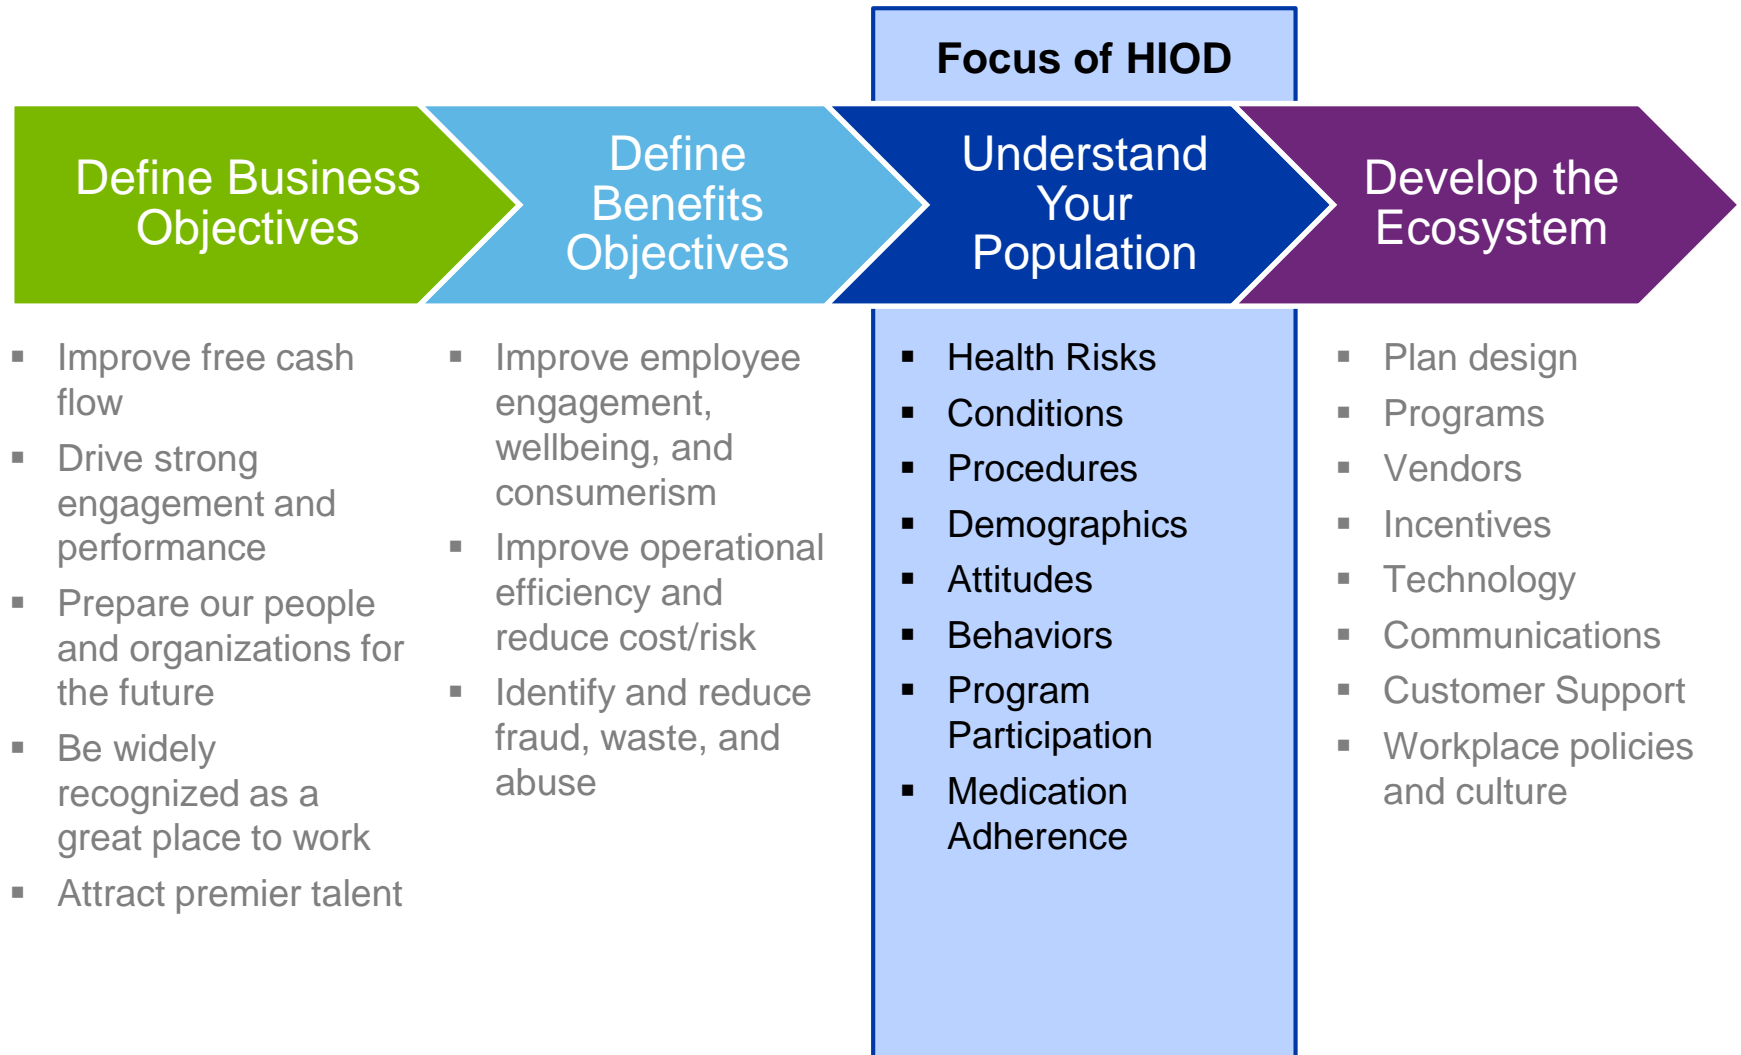 Focus of HIOD
Define Business
Objectives
Define
Benefits
Objectives
Understand
Your
Population
Develop the
Ecosystem
▪ Improve free cash
flow
▪ Drive strong
engagement and
performance
▪ Prepare our people
and organizations for
the future
▪ Be widely
recognized as a
great place to work
▪ Attract premier talent
▪ Improve employee
engagement,
wellbeing, and
consumerism
▪ Improve operational
efficiency and
reduce cost/risk
▪ Identify and reduce
fraud, waste, and
abuse
▪ Health Risks
▪ Conditions
▪ Procedures
▪ Demographics
▪ Attitudes
▪ Behaviors
▪ Program
Participation
▪ Medication
Adherence
▪ Plan design
▪ Programs
▪ Vendors
▪ Incentives
▪ Technology
▪ Communications
▪ Customer Support
▪ Workplace policies
and culture